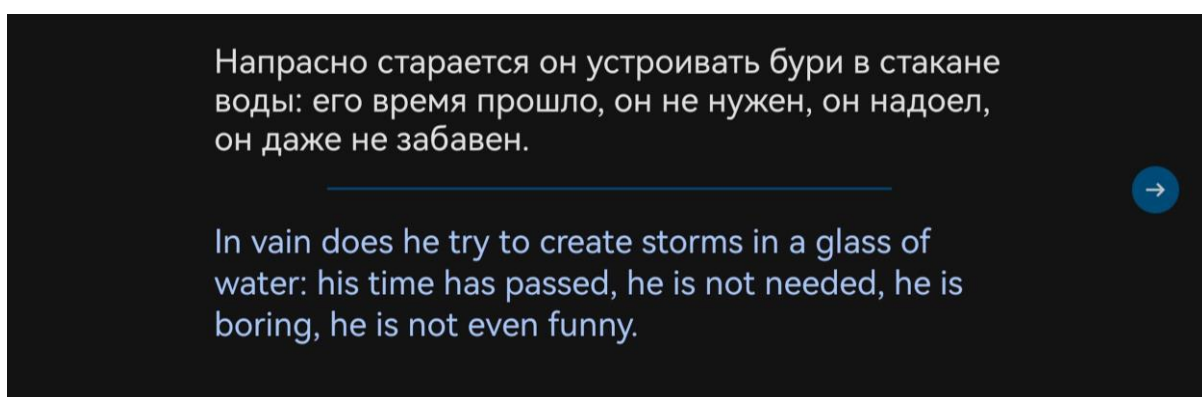 Напрасно старается он устроивать бури в стакане
воды: его время прошло, он не нужен, он надоел,
он даже не забавен.
In vain does he try to create storms in a glass of
water: his time has passed, he is not needed, he is
boring, he is not even funny.